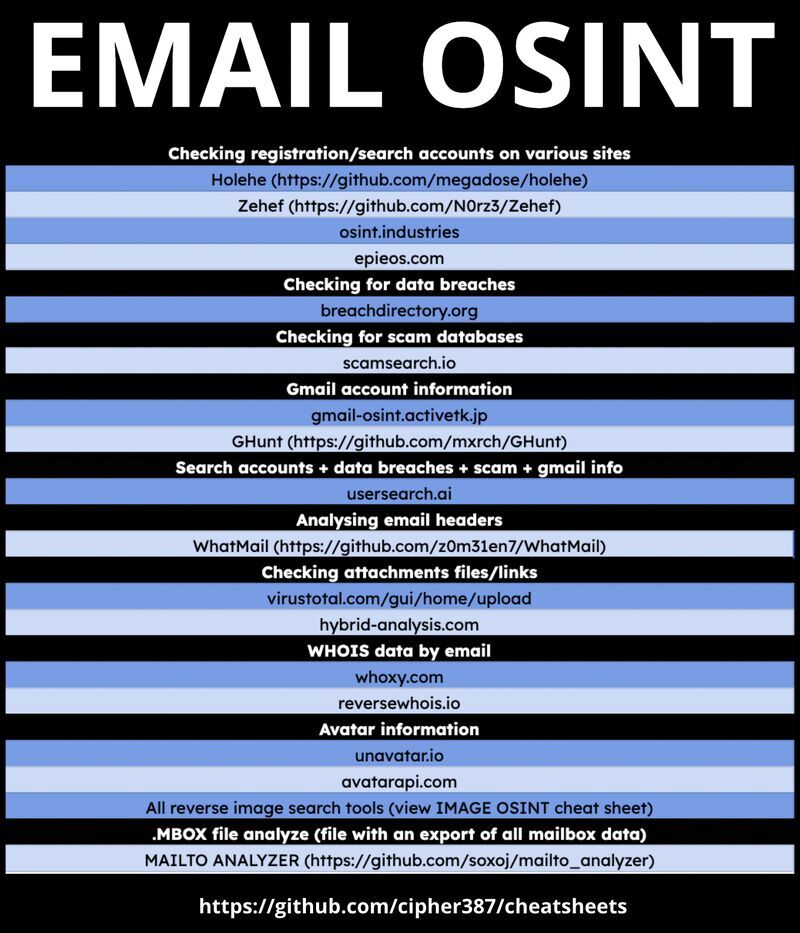 EMAIL OSINT
Checking registration/search accounts on various sites
Holehe (https://github.com/megadose/holehe)
Zehef (https://github.com/N0rz3/Zehef)
osint.industries
epieos.com
Checking for data breaches
breachdirectory.org
Checking for scam databases
scamsearch.io
Gmail account information
gmail-osint.activetk.jp
GHunt (https://github.com/mxrch/GHunt)
Search accounts + data breaches + scam + gmail info
usersearch.ai
Analysing email headers
WhatMail (https://github.com/z0m31en7/WhatMail)
Checking attachments files/links
virustotal.com/gui/home/upload
hybrid-analysis.com
WHOIS data by email
whoxy.com
reversewhois.io
Avatar information
unavatar.io
avatarapi.com
All reverse image search tools (view IMAGE OSINT cheat sheet)
.MBOX file analyze (file with an export of all mailbox data)
MAILTO ANALYZER (https://github.com/soxoj/mailto_analyzer)
https://github.com/cipher387/cheatsheets